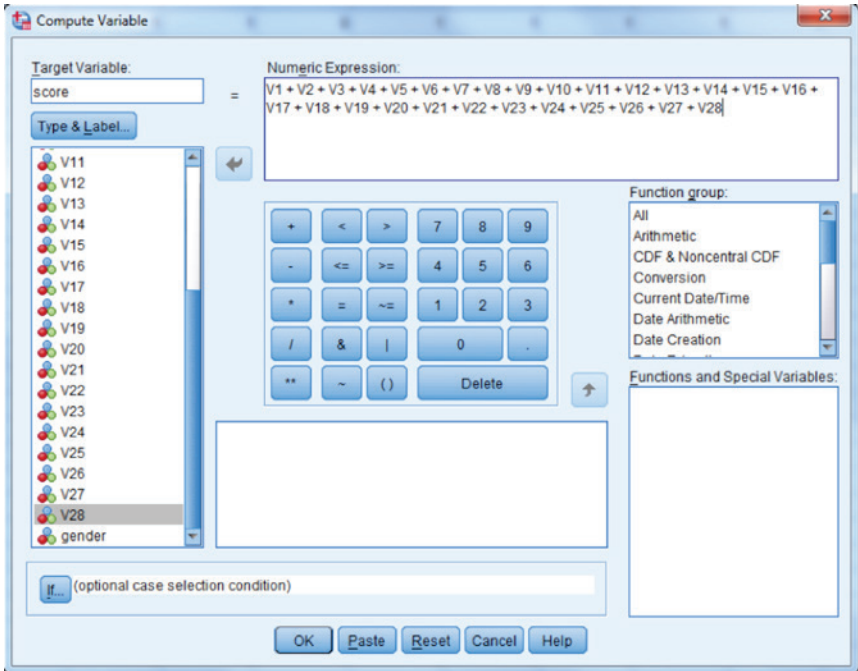 Compute Variable
Target Variable:
score
=
Type & Label...
Numeric Expression:
V1 + V2 + V3 + V4 + V5 + V6 + V7 + V8 + V9 + V10 + V11 + V12 + V13 + V14 + V15 + V16 +
V17 + V18 + V19 + V20 + V21 + V22 + V23 + V24 + V25 + V26 + V27 + V28
V11
V12
V13
V14
V15
V16
V17
V18
V19
V20
V21
V22
V23
V24
V25
V26
V27
V28
gender
+ < > 7 8 9
- <= >= 4 5 6
* = ~= 1 2 3
/ & | 0 .
** ~ ( ) Delete
Function group:
All
Arithmetic
CDF & Noncentral CDF
Conversion
Current Date/Time
Date Arithmetic
Date Creation
Functions and Special Variables:
If... (optional case selection condition)
OK Paste Reset Cancel Help